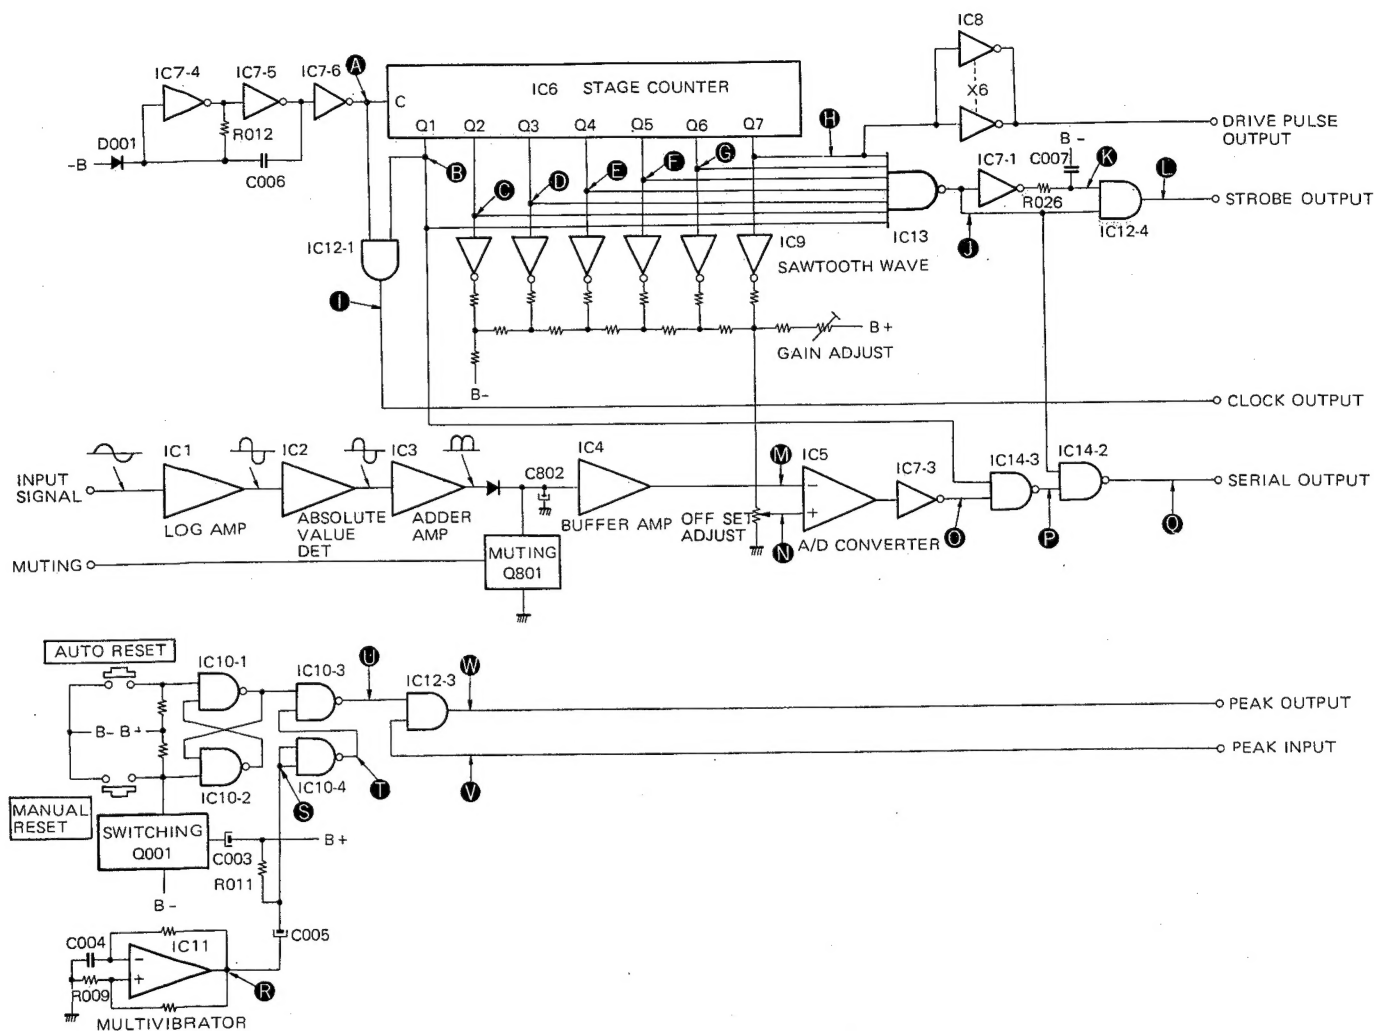 IC8
X6
IC7-4
IC7-5
IC7-6
A
IC6 STAGE COUNTER
C
Q1
Q2
Q3
Q4
Q5
Q6
Q7
H
DRIVE PULSE
OUTPUT
D001
-B
R012
C006
B
C
D
E
F
G
B-
IC7-1
C007
K
L
R026
IC12-4
STROBE OUTPUT
IC12-1
IC13
J
IC9
SAWTOOTH WAVE
I
B+
GAIN ADJUST
B-
CLOCK OUTPUT
INPUT
SIGNAL
IC1
LOG AMP
IC2
ABSOLUTE
VALUE
DET
IC3
ADDER
AMP
C802
IC4
BUFFER AMP
OFF SET
ADJUST
M
N
IC5
−
+
A/D CONVERTER
IC7-3
O
IC14-3
P
IC14-2
Q
SERIAL OUTPUT
MUTING
MUTING
Q801
AUTO RESET
IC10-1
IC10-3
U
IC12-3
W
PEAK OUTPUT
B- B+
IC10-2
IC10-4
S
T
V
PEAK INPUT
MANUAL
RESET
SWITCHING
Q001
C003
B+
R011
B-
C004
IC11
−
+
R009
C005
R
MULTIVIBRATOR